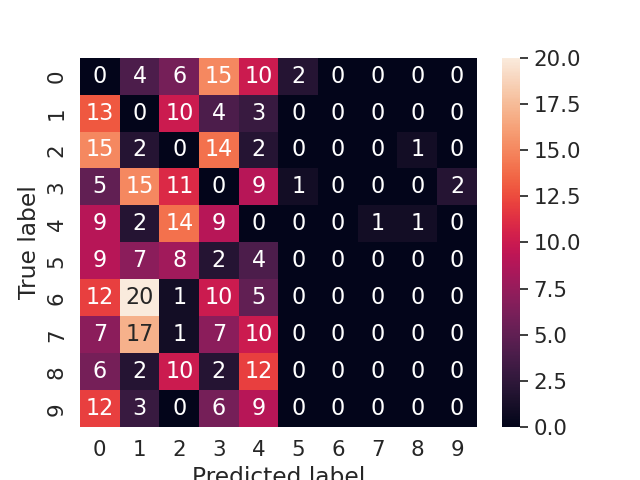 0 0 4 6 15 10 2 0 0 0 0
1 13 0 10 4 3 0 0 0 0 0
2 15 2 0 14 2 0 0 0 1 0
3 5 15 11 0 9 1 0 0 0 2
4 9 2 14 9 0 0 0 1 1 0
5 9 7 8 2 4 0 0 0 0 0
6 12 20 1 10 5 0 0 0 0 0
7 7 17 1 7 10 0 0 0 0 0
8 6 2 10 2 12 0 0 0 0 0
9 12 3 0 6 9 0 0 0 0 0
0 1 2 3 4 5 6 7 8 9
Predicted label
True label
20.0
17.5
15.0
12.5
10.0
7.5
5.0
2.5
0.0